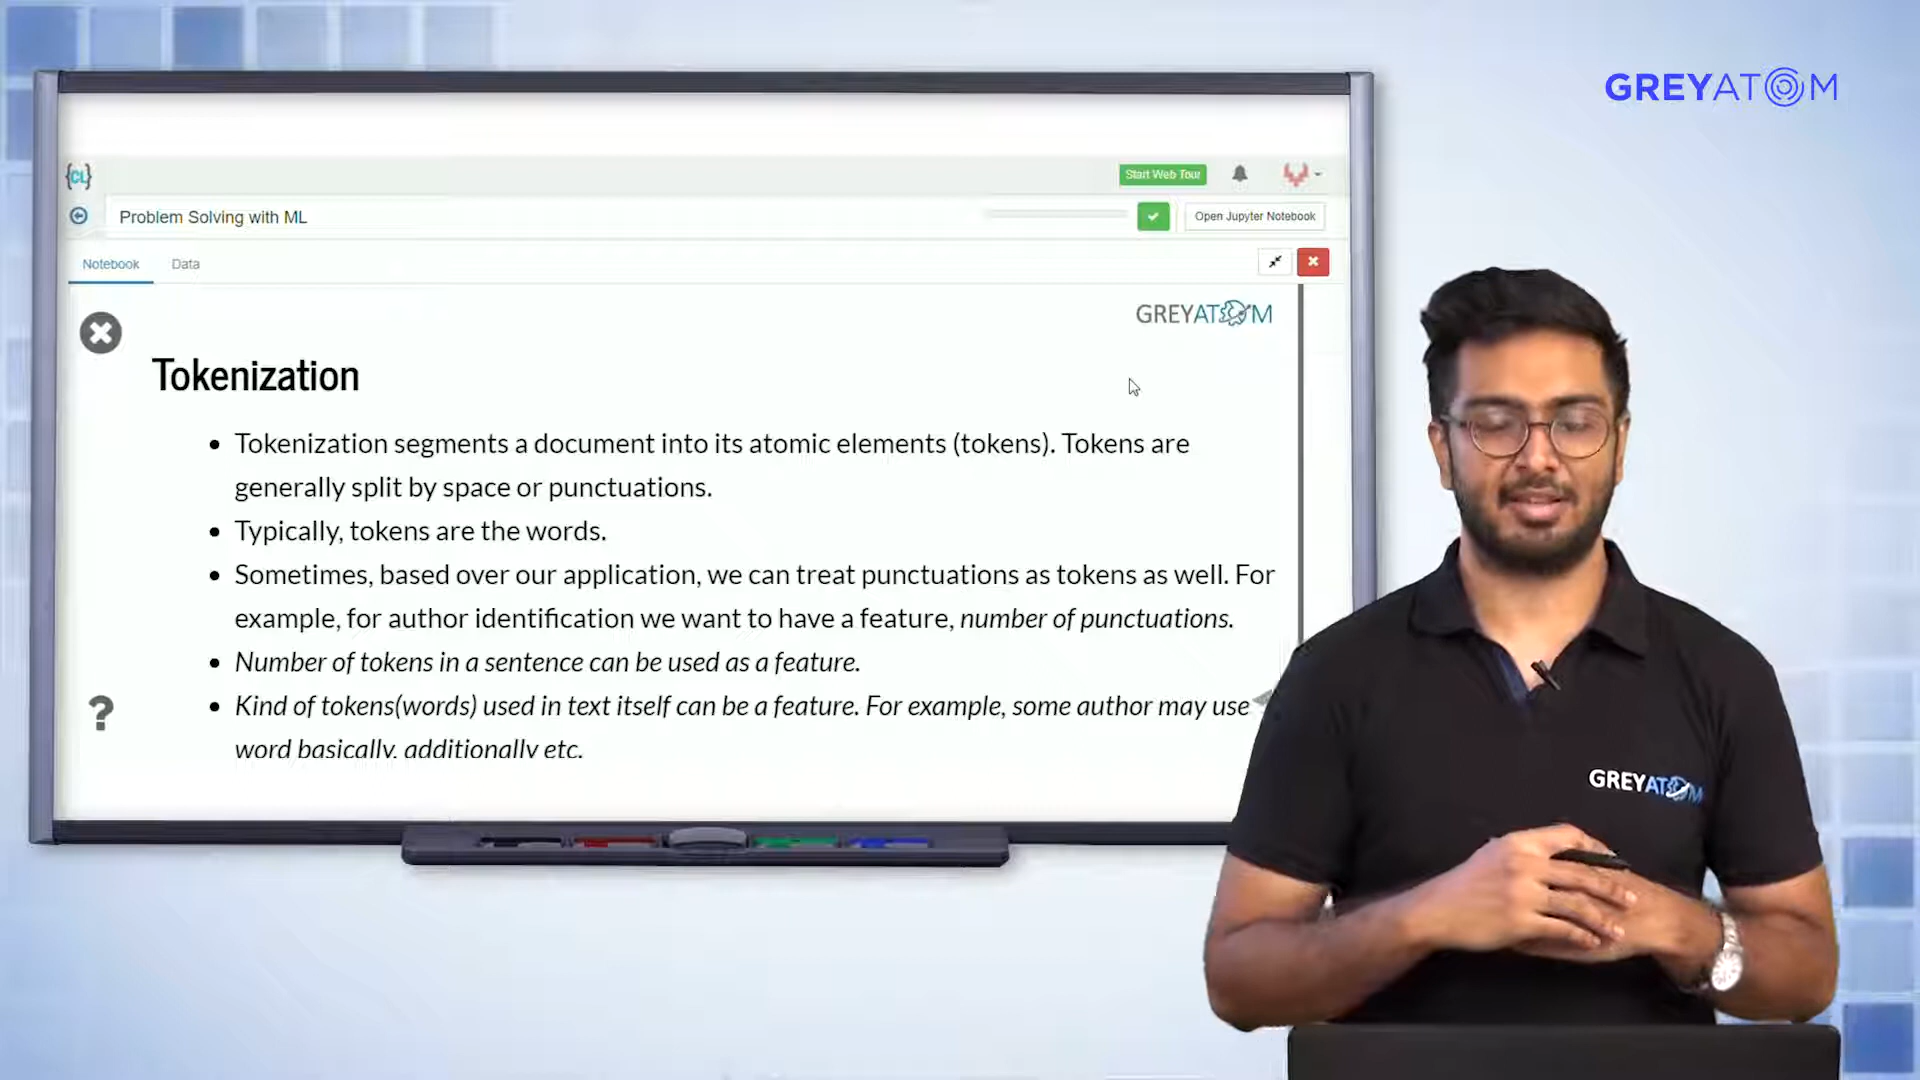 GREYATOM
{CL}
Start Web Tour
Problem Solving with ML
Open Jupyter Notebook
Notebook
Data
GREYATOM
Tokenization
• Tokenization segments a document into its atomic elements (tokens). Tokens are
generally split by space or punctuations.
• Typically, tokens are the words.
• Sometimes, based over our application, we can treat punctuations as tokens as well. For
example, for author identification we want to have a feature, number of punctuations.
• Number of tokens in a sentence can be used as a feature.
• Kind of tokens(words) used in text itself can be a feature. For example, some author may use
word basically, additionally etc.
?
GREYATOM